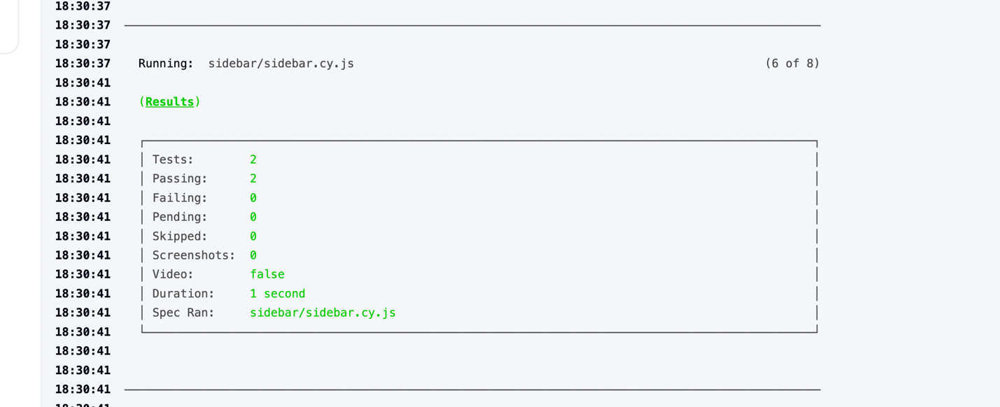 18:30:37
18:30:37
18:30:37
18:30:37 Running: sidebar/sidebar.cy.js (6 of 8)
18:30:41
18:30:41 (Results)
18:30:41
18:30:41
18:30:41 Tests: 2
18:30:41 Passing: 2
18:30:41 Failing: 0
18:30:41 Pending: 0
18:30:41 Skipped: 0
18:30:41 Screenshots: 0
18:30:41 Video: false
18:30:41 Duration: 1 second
18:30:41 Spec Ran: sidebar/sidebar.cy.js
18:30:41
18:30:41
18:30:41
18:30:41
18:30:41